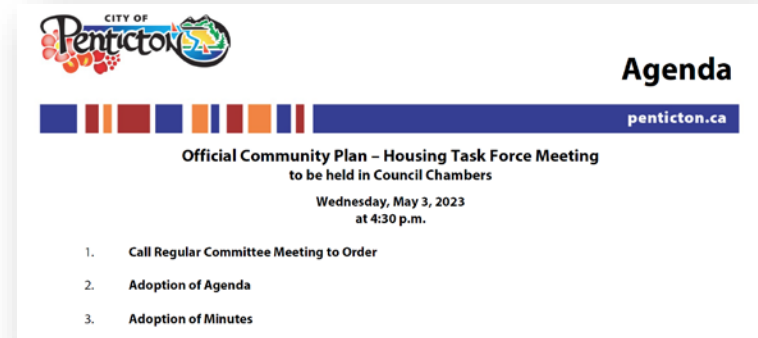 CITY OF
Penticton
Agenda
penticton.ca
Official Community Plan – Housing Task Force Meeting
to be held in Council Chambers
Wednesday, May 3, 2023
at 4:30 p.m.
1. Call Regular Committee Meeting to Order
2. Adoption of Agenda
3. Adoption of Minutes